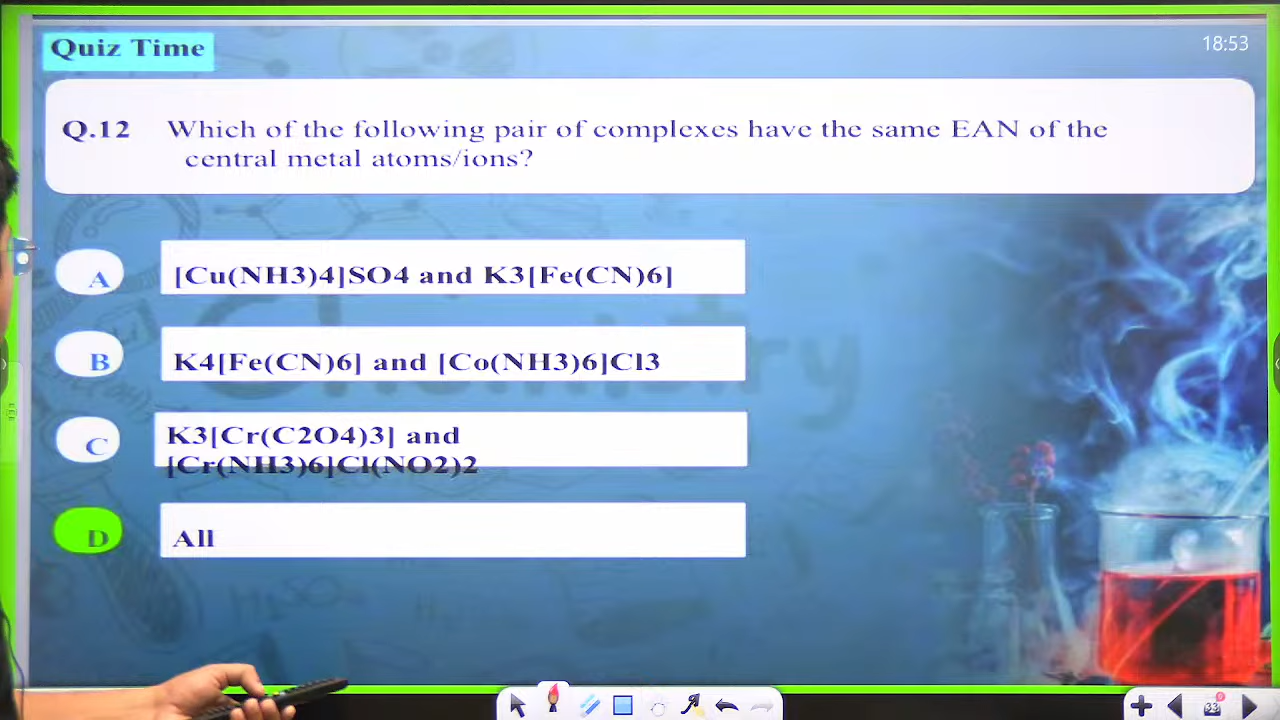 Quiz Time
18:53
Q.12 Which of the following pair of complexes have the same EAN of the
central metal atoms/ions?
A [Cu(NH3)4]SO4 and K3[Fe(CN)6]
B K4[Fe(CN)6] and [Co(NH3)6]Cl3
C K3[Cr(C2O4)3] and
[Cr(NH3)6]Cl(NO2)2
D All
33